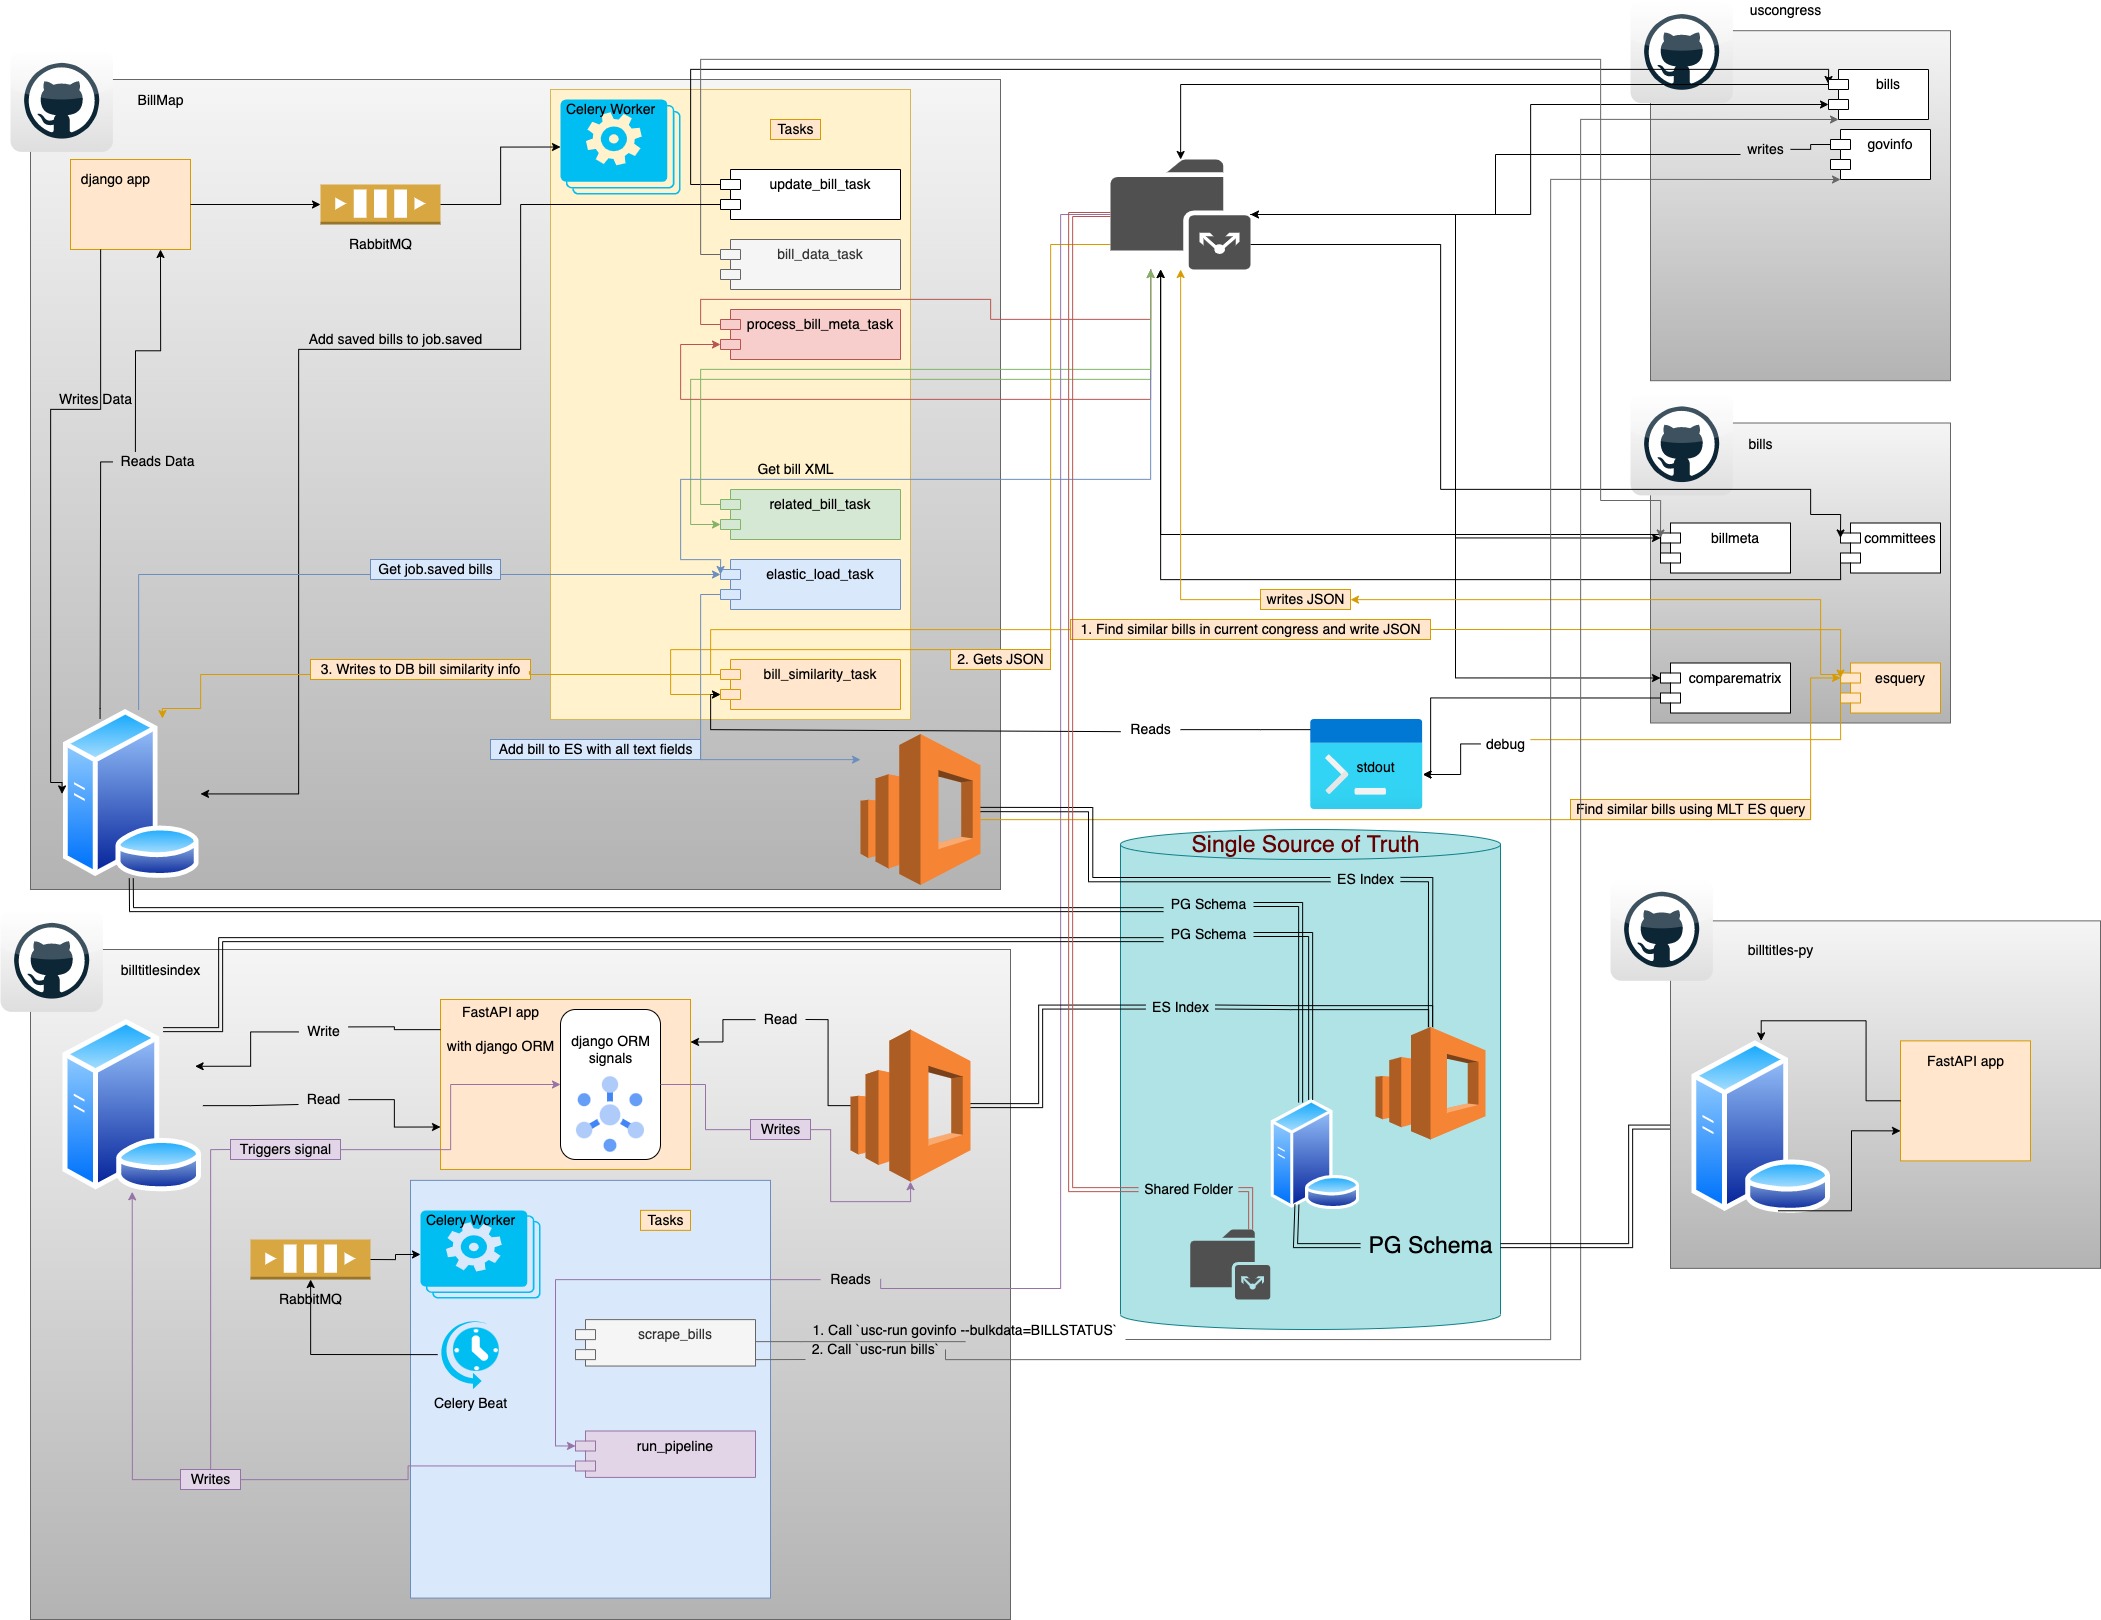 uscongress
bills
govinfo
writes
BillMap
Celery Worker
Tasks
django app
RabbitMQ
update_bill_task
bill_data_task
process_bill_meta_task
Add saved bills to job.saved
Writes Data
Reads Data
Get bill XML
related_bill_task
Get job.saved bills
elastic_load_task
3. Writes to DB bill similarity info
bill_similarity_task
2. Gets JSON
Add bill to ES with all text fields
bills
billmeta
committees
writes JSON
1. Find similar bills in current congress and write JSON
comparematrix
esquery
Reads
stdout
debug
Find similar bills using MLT ES query
Single Source of Truth
ES Index
PG Schema
PG Schema
ES Index
Shared Folder
PG Schema
billtitlesindex
FastAPI app
with django ORM
django ORM
signals
Write
Read
Read
Triggers signal
Writes
Celery Worker
Tasks
RabbitMQ
Celery Beat
Reads
scrape_bills
1. Call `usc-run govinfo --bulkdata=BILLSTATUS`
2. Call `usc-run bills`
run_pipeline
Writes
billtitles-py
FastAPI app